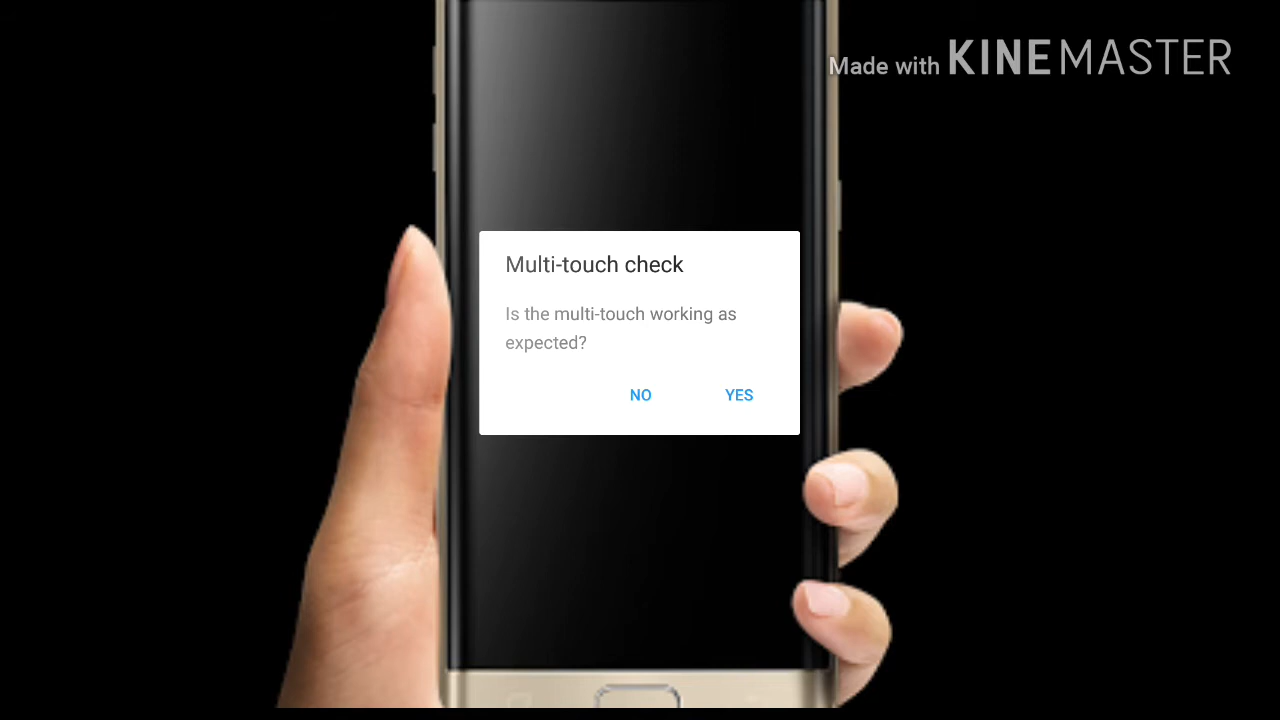 Made with KINEMASTER
Multi-touch check
Is the multi-touch working as
expected?
NO YES